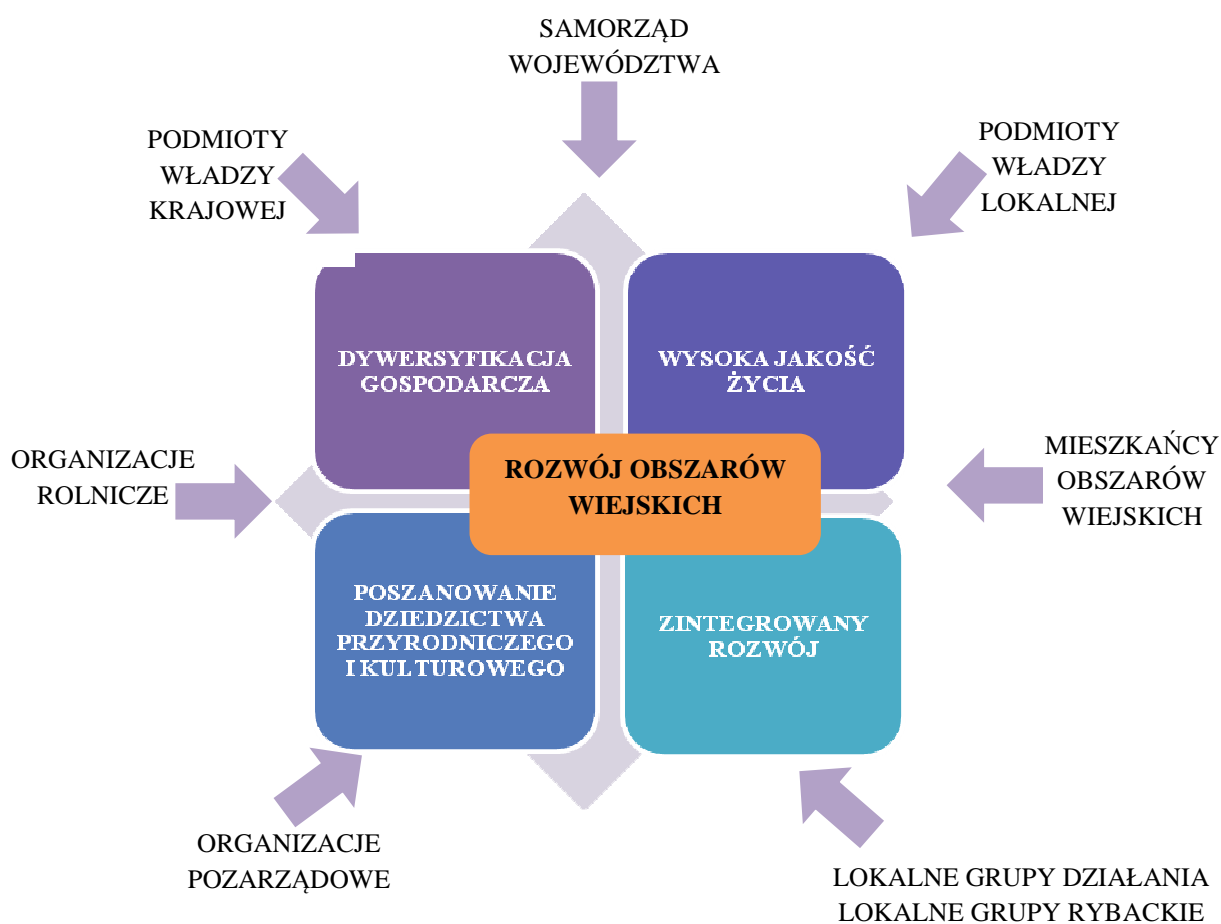 SAMORZĄD
WOJEWÓDZTWA
PODMIOTY
WŁADZY
KRAJOWEJ
PODMIOTY
WŁADZY
LOKALNEJ
DYWERSYFIKACJA
GOSPODARCZA
WYSOKA JAKOŚĆ
ŻYCIA
ORGANIZACJE
ROLNICZE
ROZWÓJ OBSZARÓW
WIEJSKICH
MIESZKAŃCY
OBSZARÓW
WIEJSKICH
POSZANOWANIE
DZIEDZICTWA
PRZYRODNICZEGO
I KULTUROWEGO
ZINTEGROWANY
ROZWÓJ
ORGANIZACJE
POZARZĄDOWE
LOKALNE GRUPY DZIAŁANIA
LOKALNE GRUPY RYBACKIE